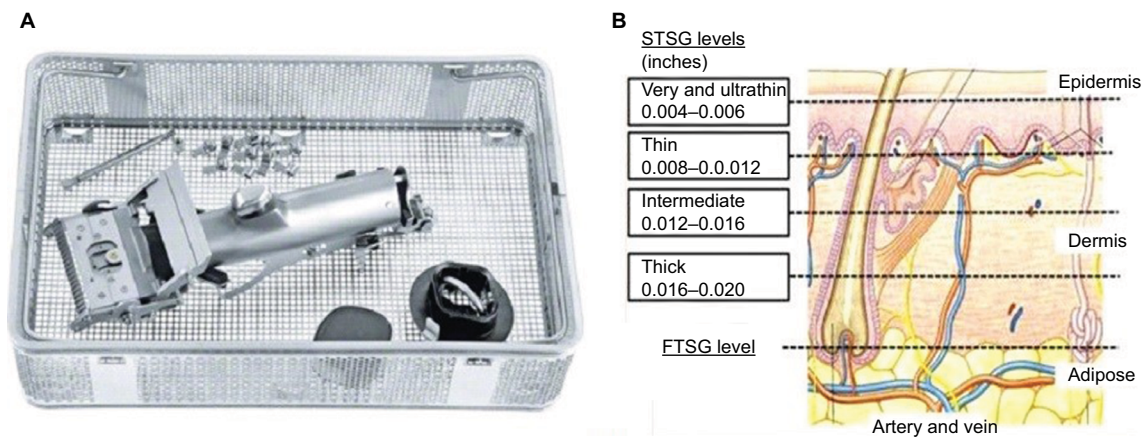 A
B
STSG levels
(inches)
Very and ultrathin
0.004–0.006
Thin
0.008–0.0.012
Intermediate
0.012–0.016
Thick
0.016–0.020
FTSG level
Epidermis
Dermis
Adipose
Artery and vein